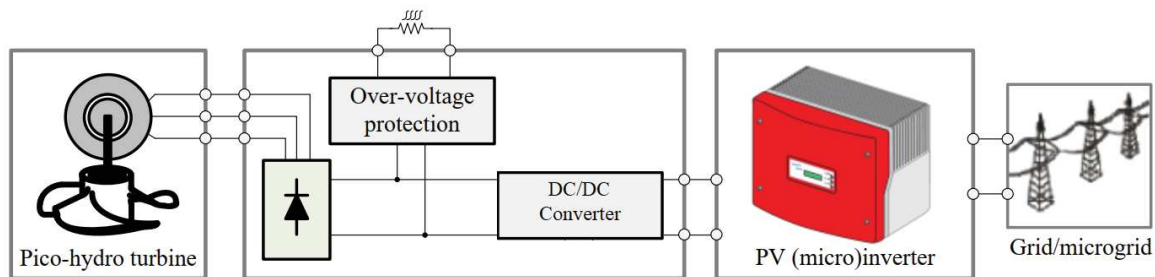 Over-voltage
protection
DC/DC
Converter
Pico-hydro turbine
PV (micro)inverter
Grid/microgrid